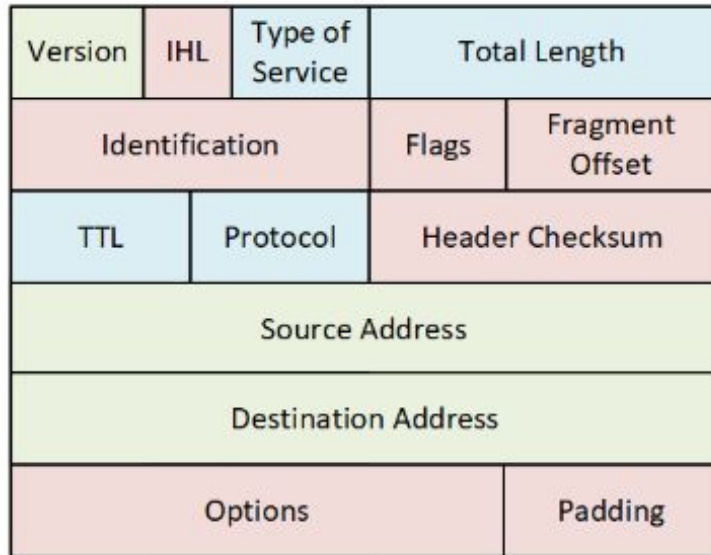 Version IHL Type of Service Total Length
Identification Flags Fragment Offset
TTL Protocol Header Checksum
Source Address
Destination Address
Options Padding